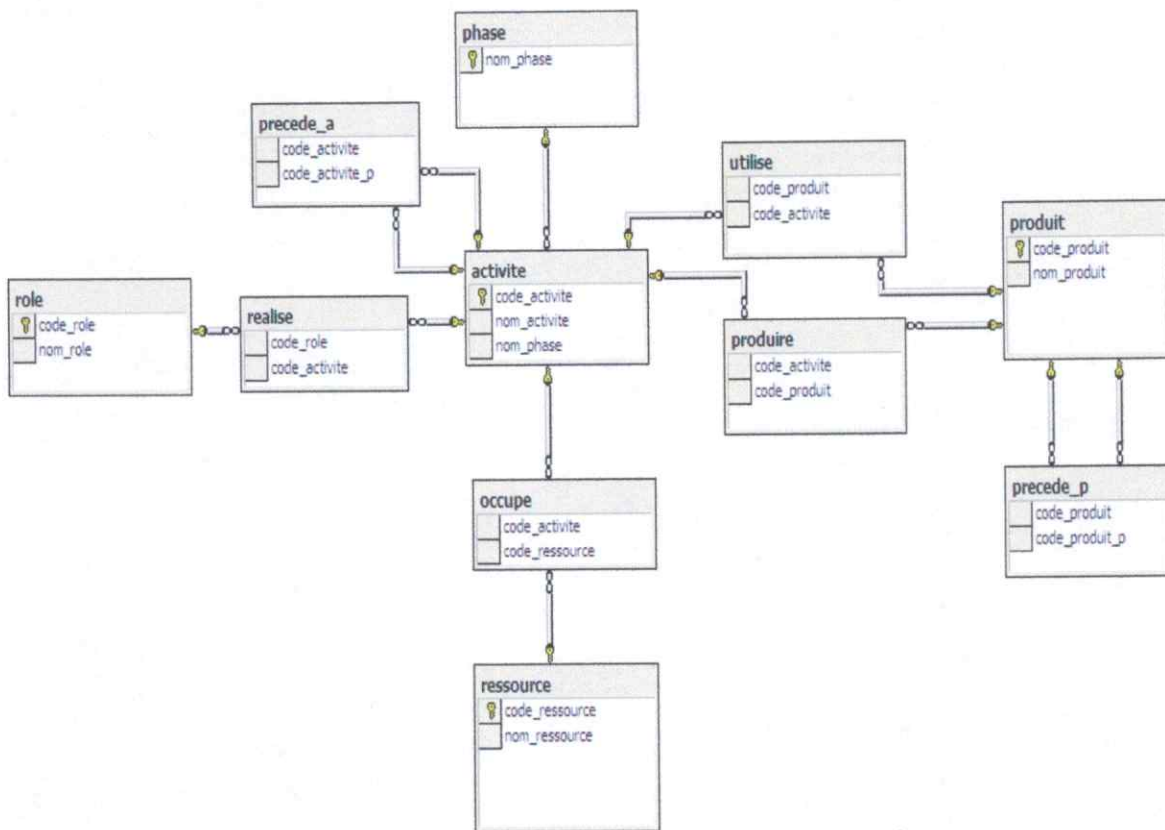 phase
nom_phase
precede_a
code_activite
code_activite_p
utilise
code_produit
code_activite
produit
code_produit
nom_produit
activite
code_activite
nom_activite
nom_phase
role
code_role
nom_role
realise
code_role
code_activite
produire
code_activite
code_produit
occupe
code_activite
code_ressource
precede_p
code_produit
code_produit_p
ressource
code_ressource
nom_ressource